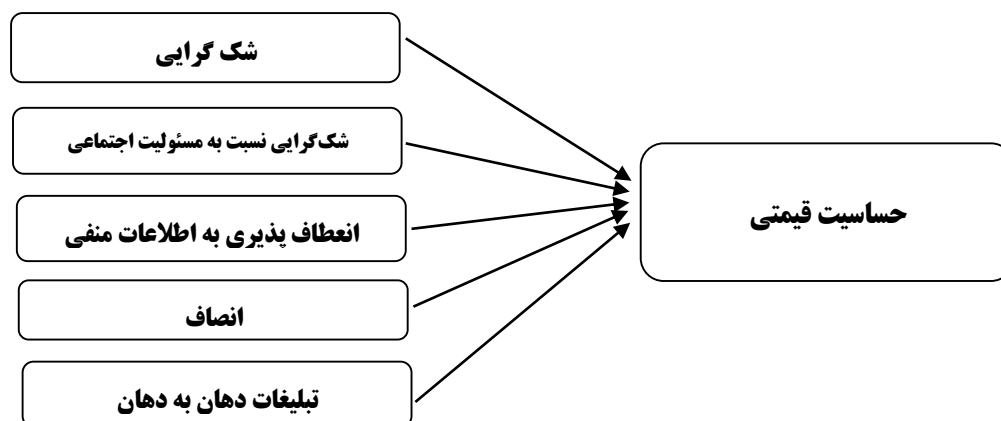 شک گرایی
شک‌گرایی نسبت به مسئولیت اجتماعی
انعطاف پذیری به اطلاعات منفی
انصاف
تبلیغات دهان به دهان
حساسیت قیمتی